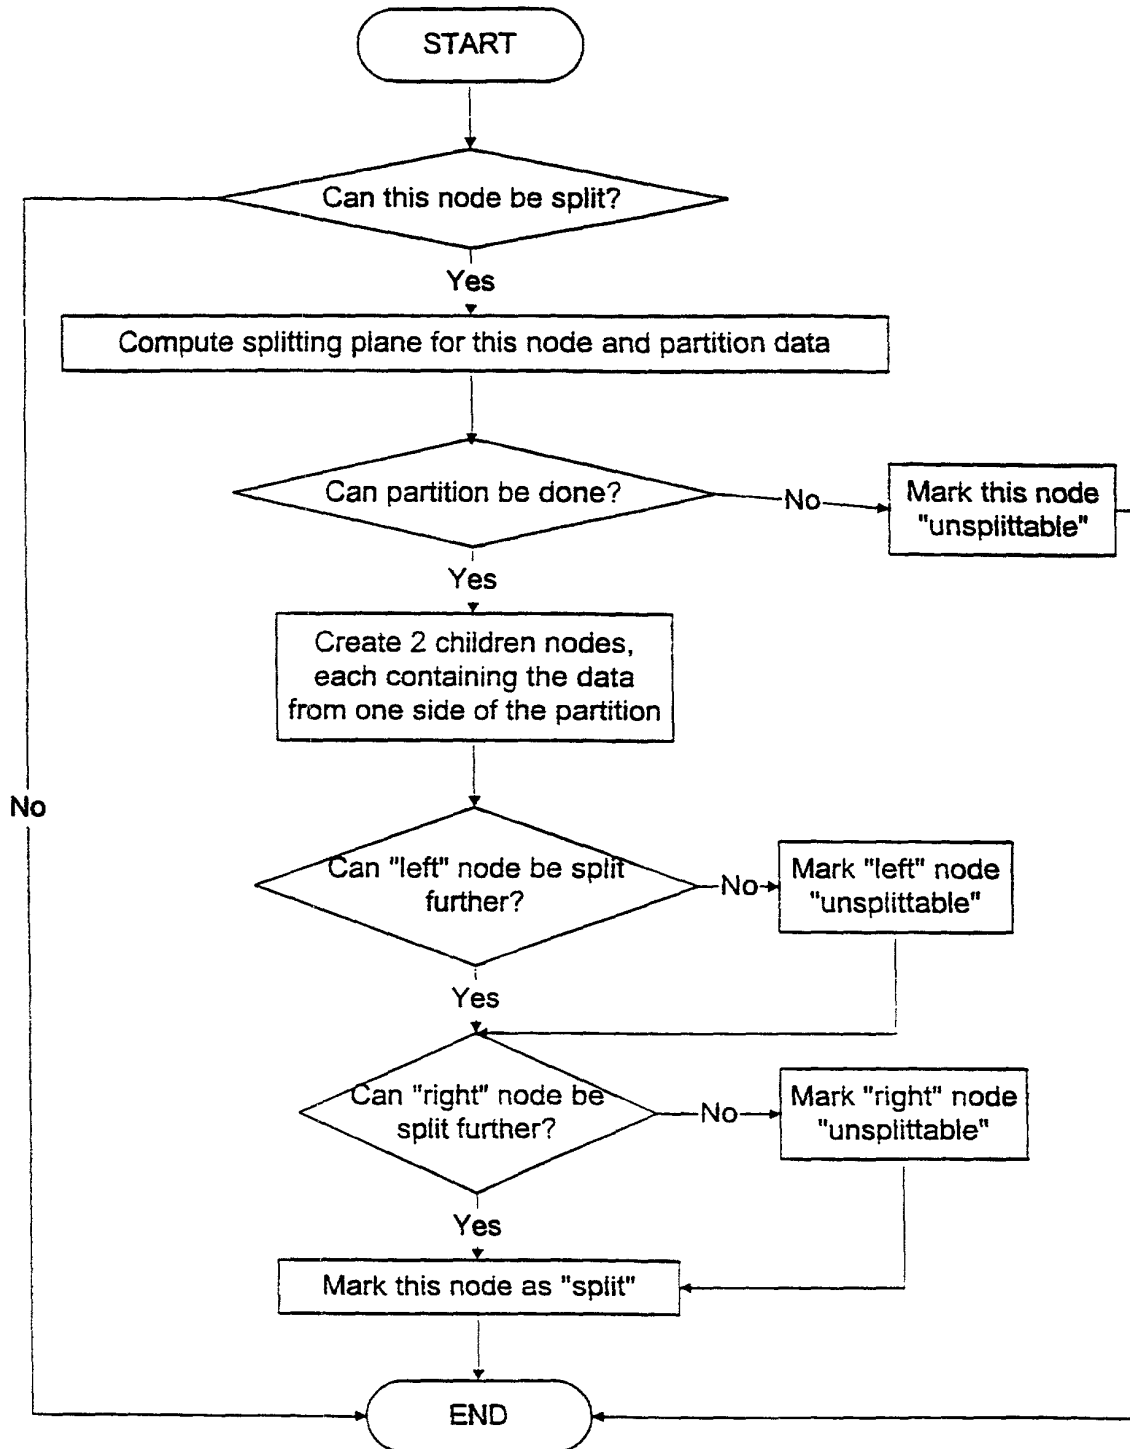 START
Can this node be split?
Yes
Compute splitting plane for this node and partition data
Can partition be done?
No
Mark this node
"unsplittable"
Yes
Create 2 children nodes,
each containing the data
from one side of the partition
No
Can "left" node be split
further?
No
Mark "left" node
"unsplittable"
Yes
Can "right" node be
split further?
No
Mark "right" node
"unsplittable"
Yes
Mark this node as "split"
END